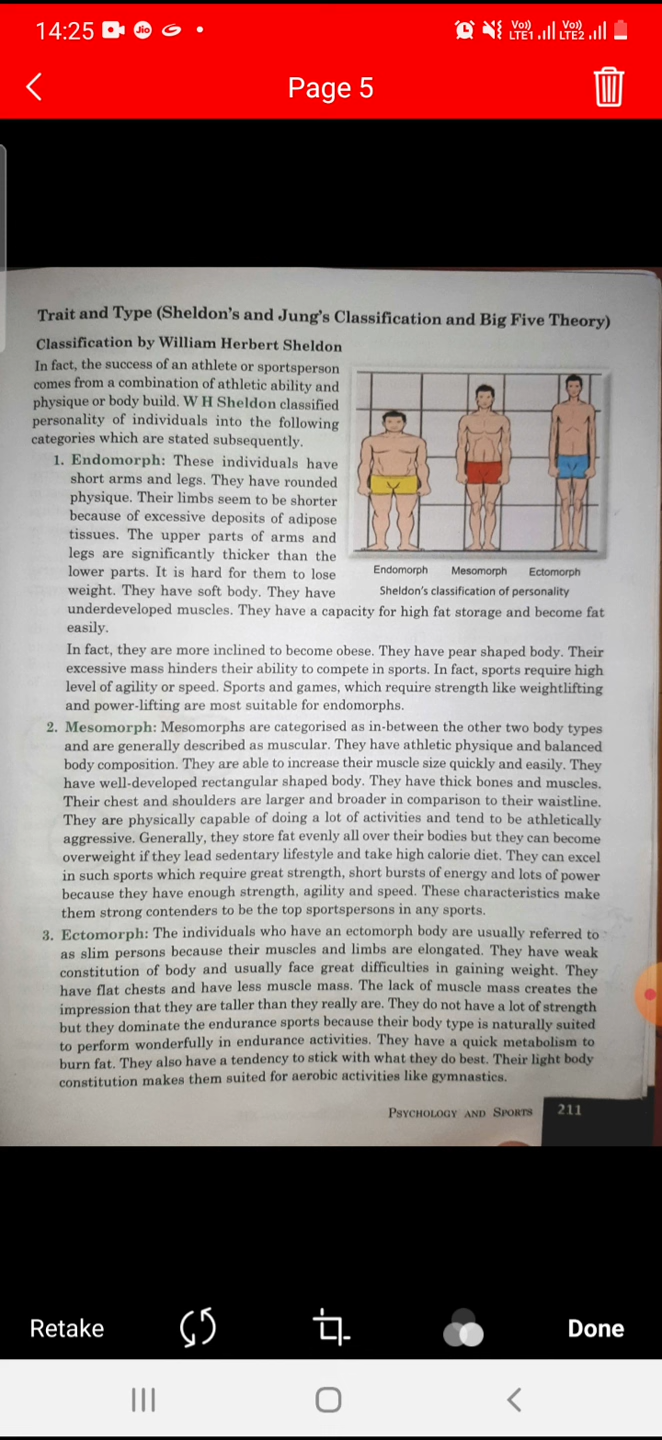 14:25
Jio
Vo)) LTE1
Vo)) LTE2
Page 5
Trait and Type (Sheldon's and Jung's Classification and Big Five Theory)
Classification by William Herbert Sheldon
In fact, the success of an athlete or sportsperson
comes from a combination of athletic ability and
physique or body build. W H Sheldon classified
personality of individuals into the following
categories which are stated subsequently.
1. Endomorph: These individuals have
short arms and legs. They have rounded
physique. Their limbs seem to be shorter
because of excessive deposits of adipose
tissues. The upper parts of arms and
legs are significantly thicker than the
lower parts. It is hard for them to lose
weight. They have soft body. They have
underdeveloped muscles. They have a capacity for high fat storage and become fat
easily.
Endomorph Mesomorph Ectomorph
Sheldon's classification of personality
In fact, they are more inclined to become obese. They have pear shaped body. Their
excessive mass hinders their ability to compete in sports. In fact, sports require high
level of agility or speed. Sports and games, which require strength like weightlifting
and power-lifting are most suitable for endomorphs.
2. Mesomorph: Mesomorphs are categorised as in-between the other two body types
and are generally described as muscular. They have athletic physique and balanced
body composition. They are able to increase their muscle size quickly and easily. They
have well-developed rectangular shaped body. They have thick bones and muscles.
Their chest and shoulders are larger and broader in comparison to their waistline.
They are physically capable of doing a lot of activities and tend to be athletically
aggressive. Generally, they store fat evenly all over their bodies but they can become
overweight if they lead sedentary lifestyle and take high calorie diet. They can excel
in such sports which require great strength, short bursts of energy and lots of power
because they have enough strength, agility and speed. These characteristics make
them strong contenders to be the top sportspersons in any sports.
3. Ectomorph: The individuals who have an ectomorph body are usually referred to
as slim persons because their muscles and limbs are elongated. They have weak
constitution of body and usually face great difficulties in gaining weight. They
have flat chests and have less muscle mass. The lack of muscle mass creates the
impression that they are taller than they really are. They do not have a lot of strength
but they dominate the endurance sports because their body type is naturally suited
to perform wonderfully in endurance activities. They have a quick metabolism to
burn fat. They also have a tendency to stick with what they do best. Their light body
constitution makes them suited for aerobic activities like gymnastics.
PSYCHOLOGY AND SPORTS 211
Retake
Done